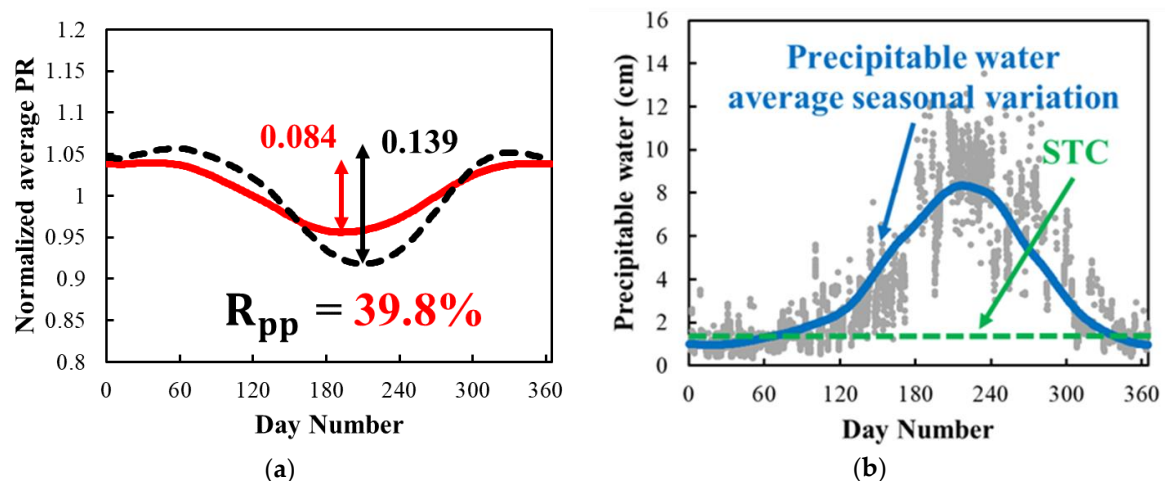 1.2
1.15
1.1
1.05
1
0.95
0.9
0.85
0.8
Normalized average PR
0.084
0.139
Rpp = 39.8%
0 60 120 180 240 300 360
Day Number
(a)
16
14
12
10
8
6
4
2
0
Precipitable water (cm)
Precipitable water
average seasonal variation
STC
0 60 120 180 240 300 360
Day Number
(b)